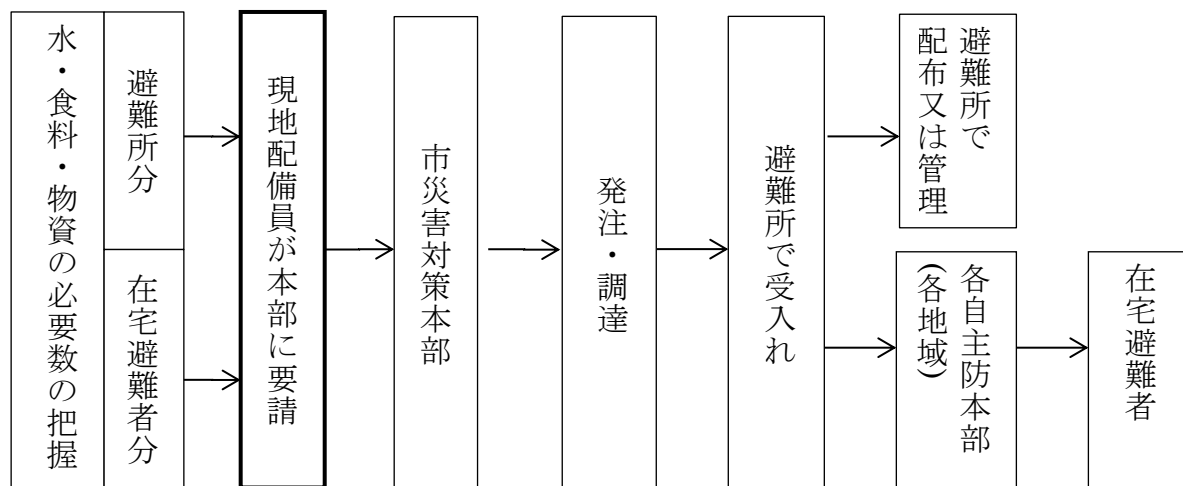 水・食料・物資の必要数の把握
避難所分
在宅避難者分
現地配備員が本部に要請
市災害対策本部
発注・調達
避難所で受入れ
避難所で
配布又は管理
各自主防本部
(各地域)
在宅避難者